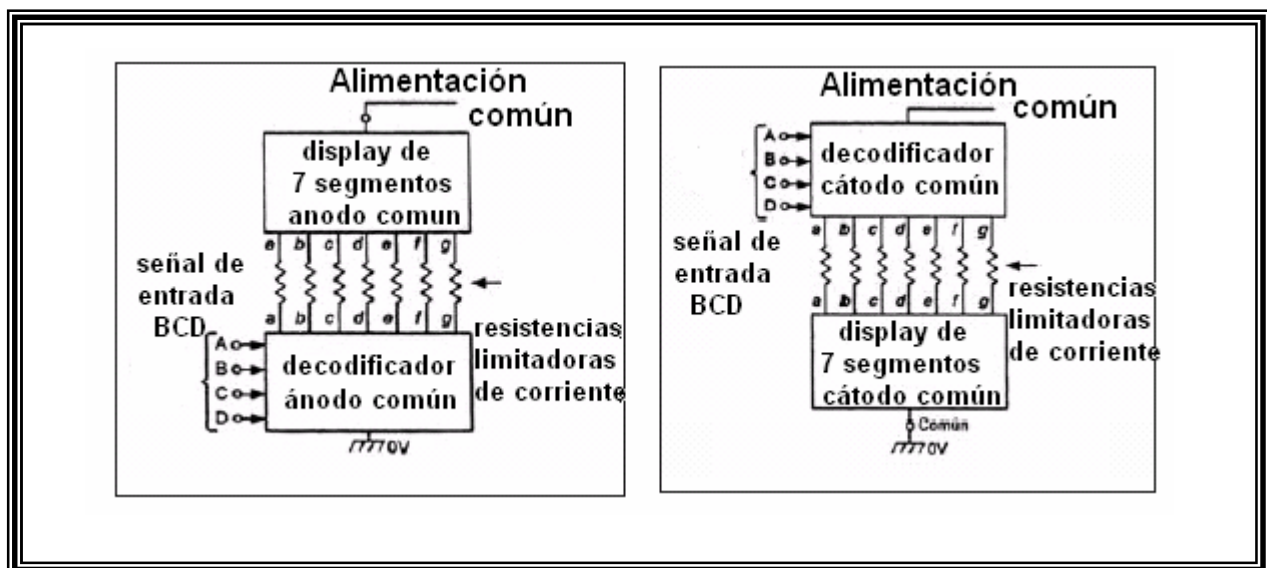 Alimentación
común
display de
7 segmentos
anodo comun
a b c d e f g
señal de
entrada
BCD
a b c d e f g
resistencias
limitadoras
de corriente
A
B
C
D
decodificador
ánodo común
0V
Alimentación
común
A
B
C
D
decodificador
cátodo común
señal de
entrada
BCD
a b c d e f g
resistencias
limitadoras
de corriente
a b c d e f g
display de
7 segmentos
cátodo común
Común
0V